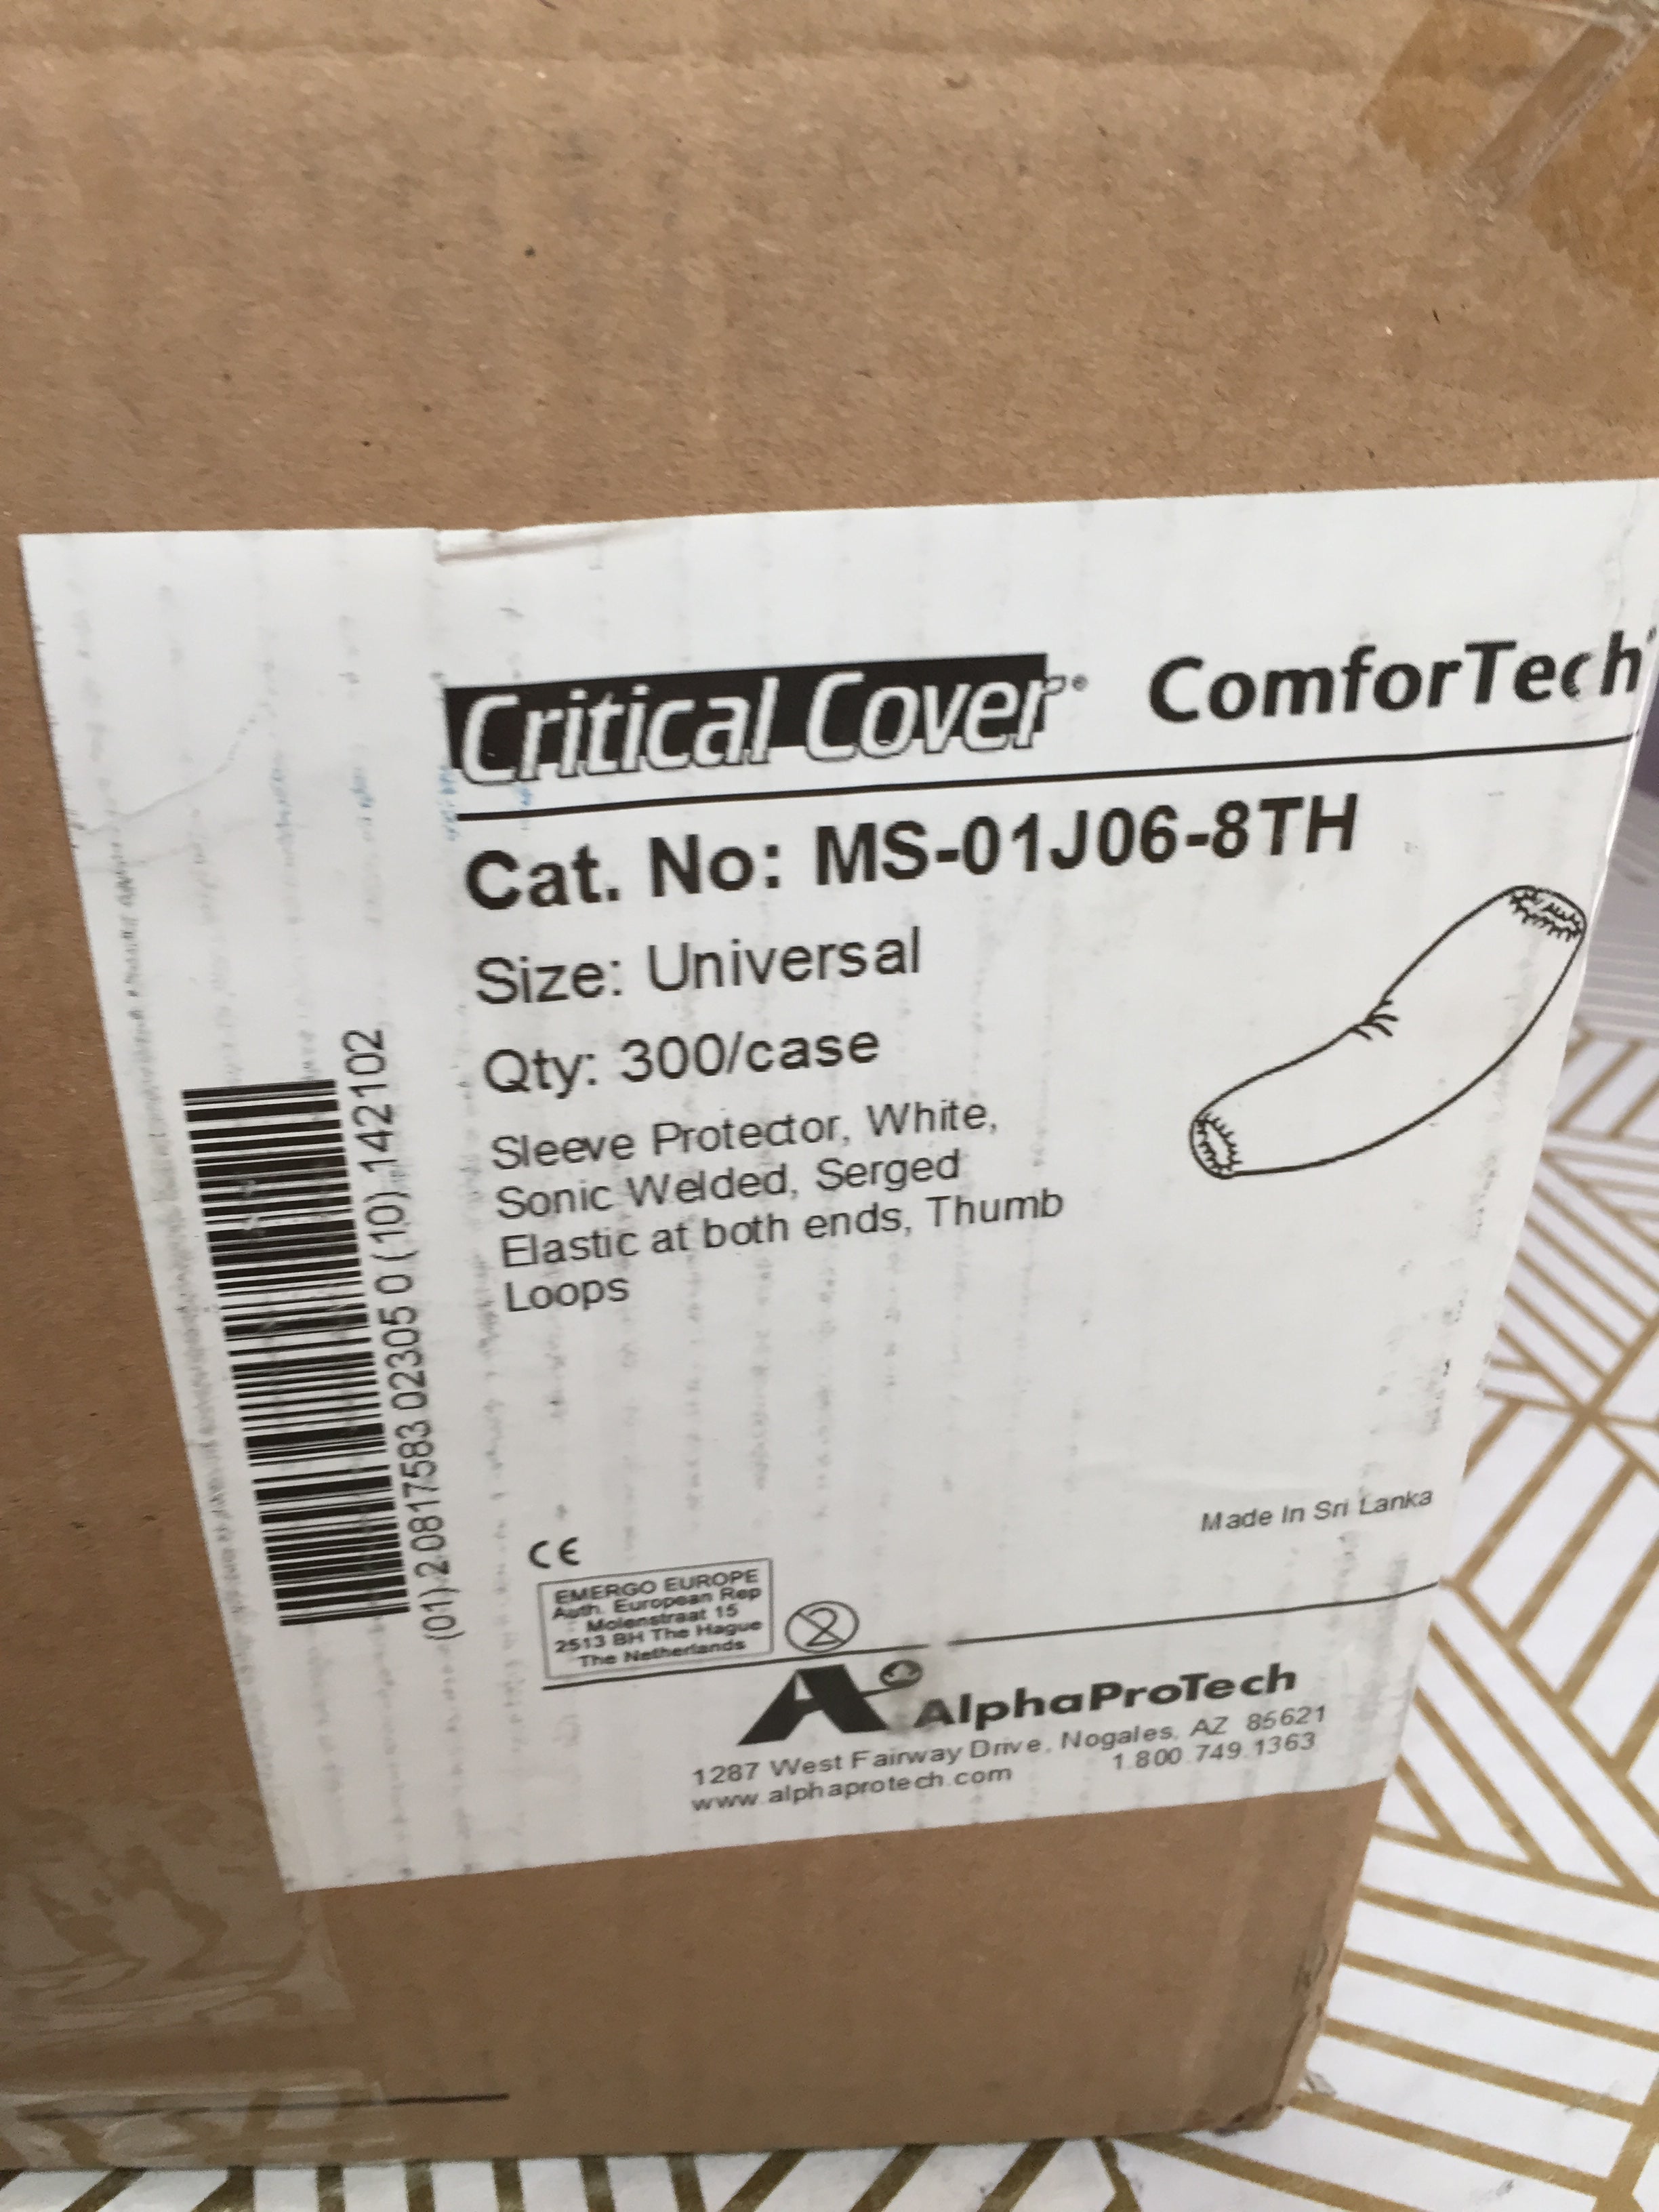 Critical Cover® ComforTech
Cat. No: MS-01J06-8TH
Size: Universal
Qty: 300/case
Sleeve Protector, White,
Sonic Welded, Serged
Elastic at both ends, Thumb
Loops
(01) 2 0817583 02305 0 (10) 142102
Made In Sri Lanka
CE
EMERGO EUROPE
Auth. European Rep
Molenstraat 15
2513 BH The Hague
The Netherlands
2
AlphaProTech
1287 West Fairway Drive, Nogales, AZ 85621
www.alphaprotech.com 1.800.749.1363